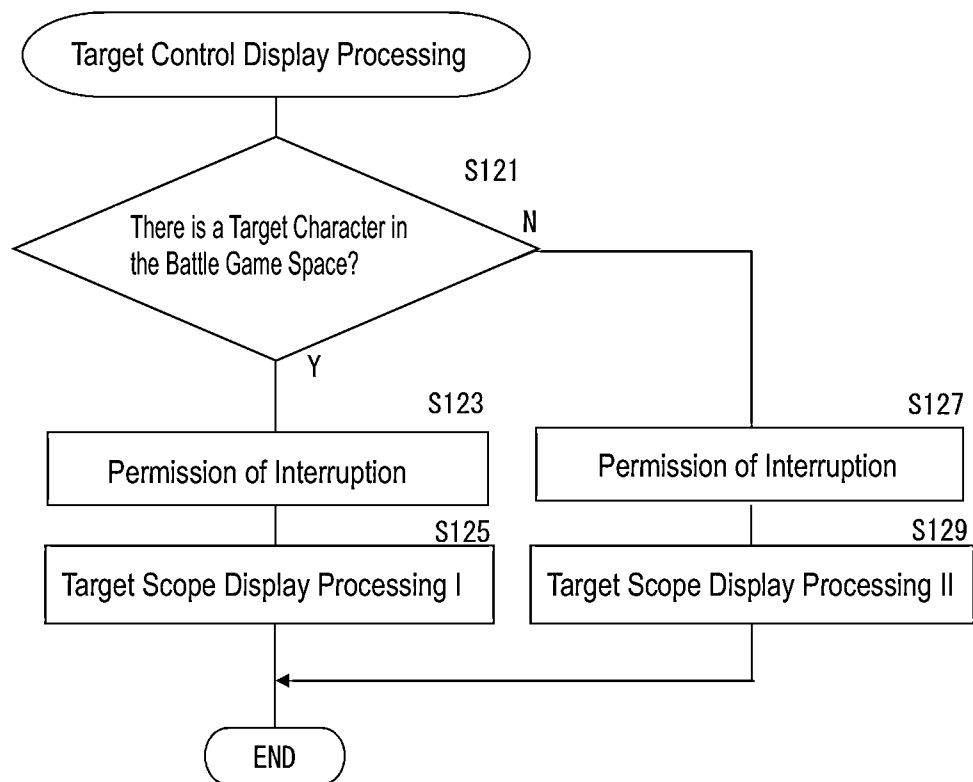 Target Control Display Processing
S121
There is a Target Character in
the Battle Game Space?
N
Y
S123
Permission of Interruption
S127
Permission of Interruption
S125
Target Scope Display Processing I
S129
Target Scope Display Processing II
END